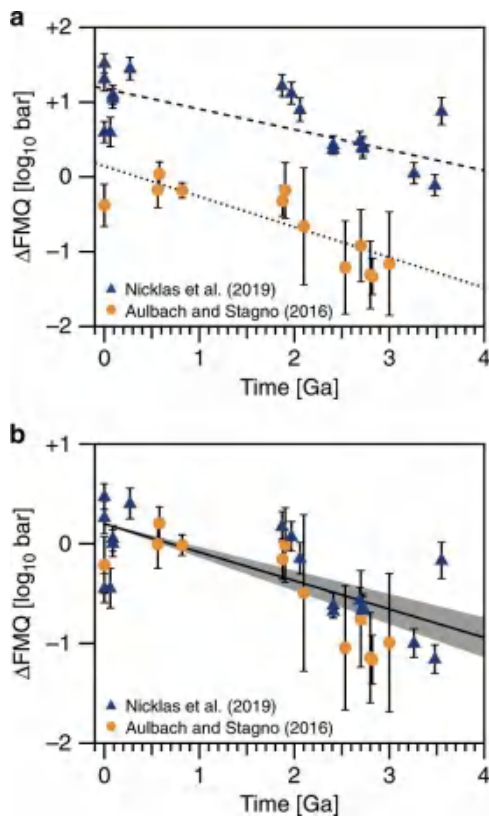 a
+2
+1
0
−1
−2
ΔFMQ [log₁₀ bar]
Nicklas et al. (2019)
Aulbach and Stagno (2016)
0 1 2 3 4
Time [Ga]
b
+1
0
−1
−2
ΔFMQ [log₁₀ bar)
Nicklas et al. (2019)
Aulbach and Stagno (2016)
0 1 2 3 4
Time [Ga]